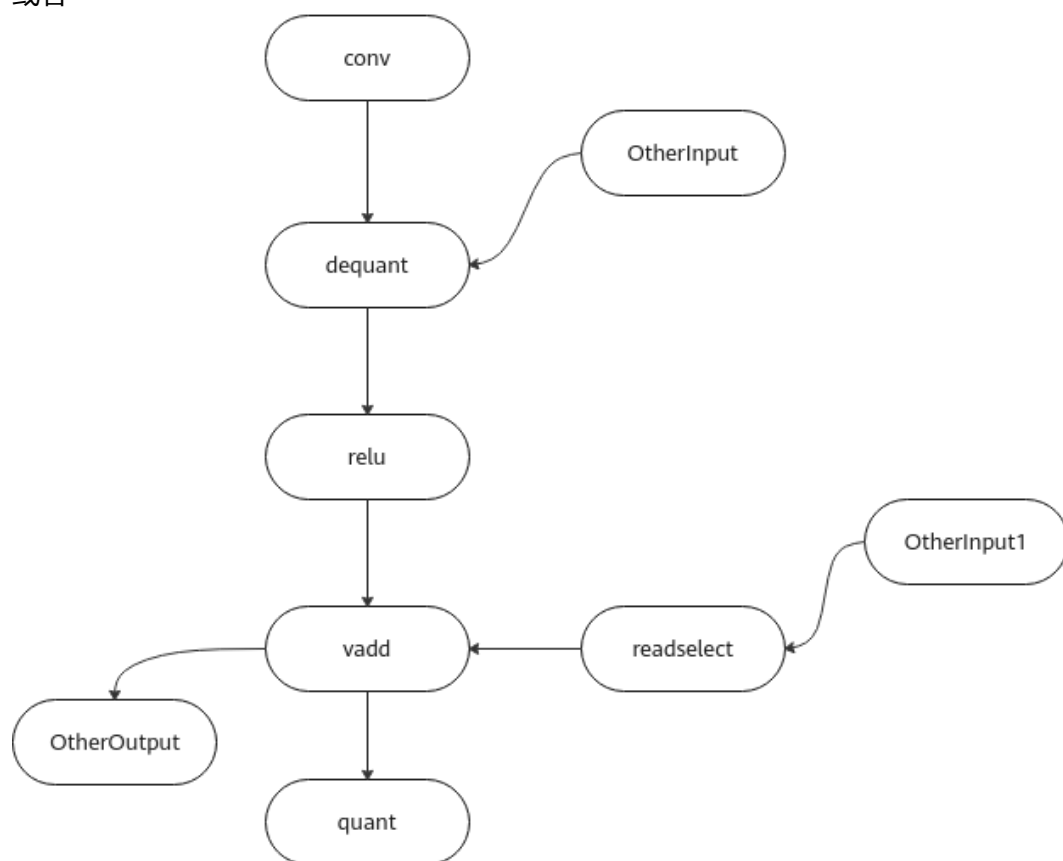 conv
OtherInput
dequant
relu
OtherInput1
vadd
readselect
OtherOutput
quant